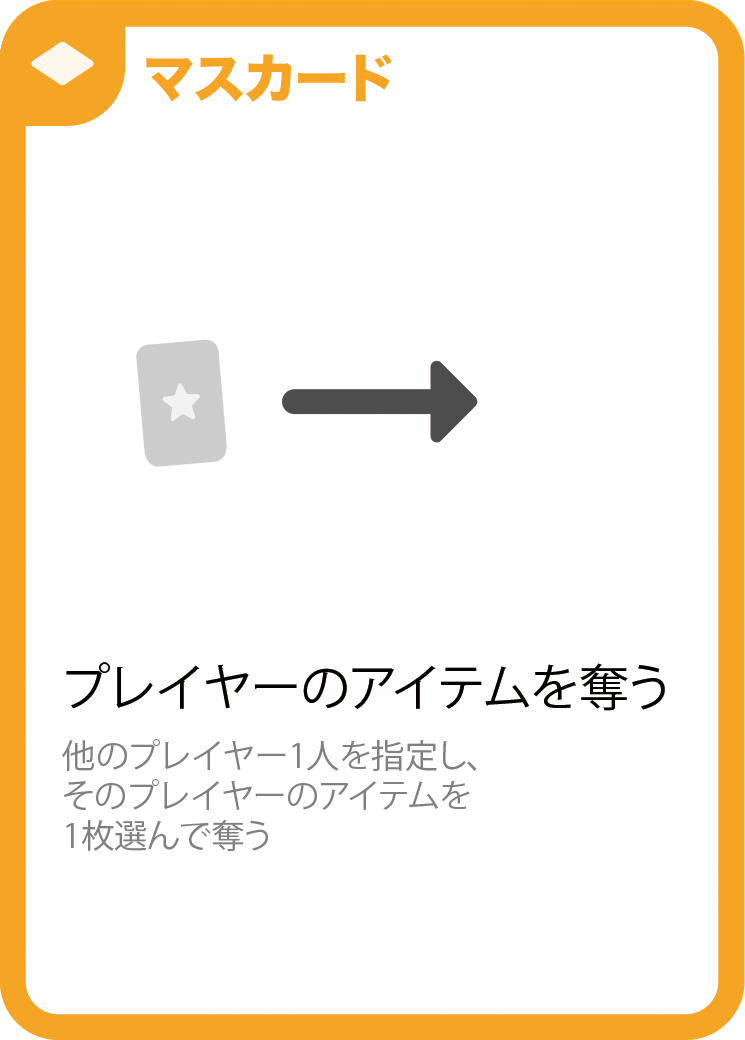 マスカード
プレイヤーのアイテムを奪う
他のプレイヤー1人を指定し、
そのプレイヤーのアイテムを
1枚選んで奪う